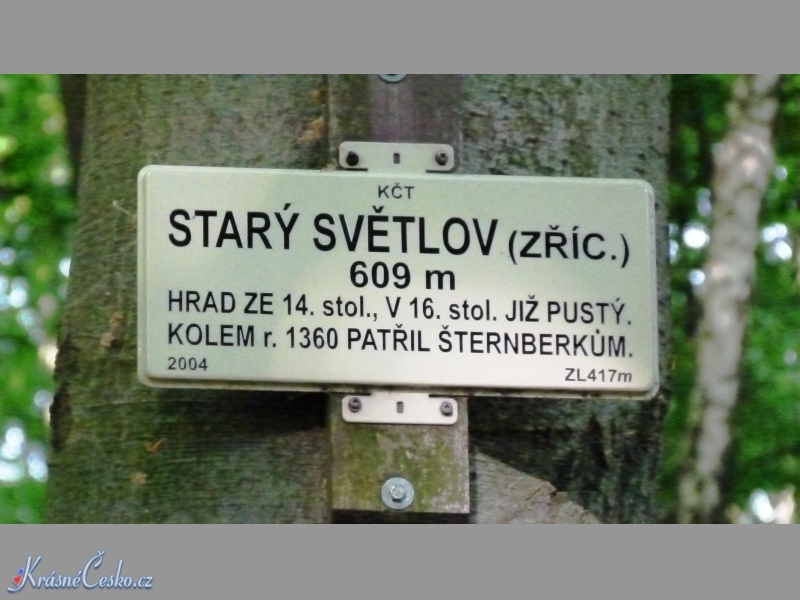 KČT
STARÝ SVĚTLOV (ZŘÍC.)
609 m
HRAD ZE 14. stol., V 16. stol. JIŽ PUSTÝ.
KOLEM r. 1360 PATŘIL ŠTERNBERKŮM.
2004 ZL417m
KrásnéČesko.cz